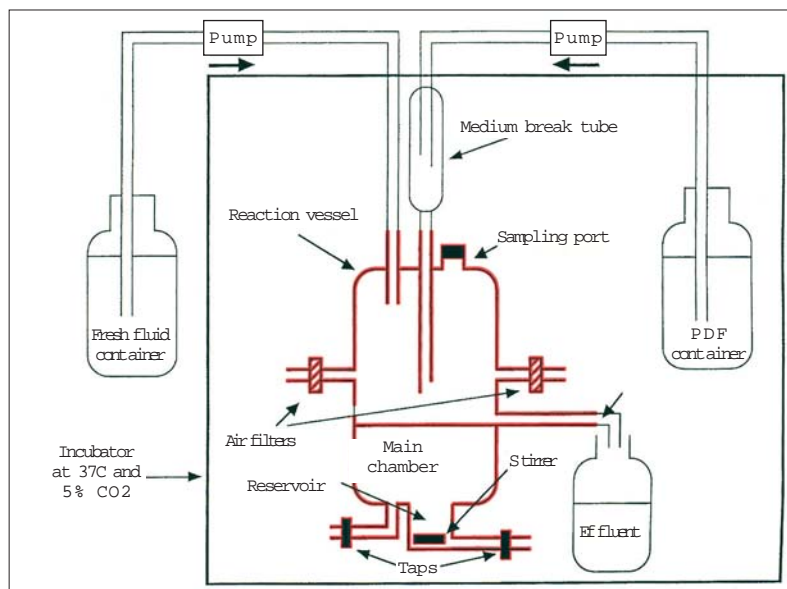 Pump
Pump
Medium break tube
Reaction vessel
Sampling port
Fresh fluid
container
PDF
container
Air filters
Main
chamber
Stirrer
Incubator
at 37C and
5% CO2
Reservoir
Effluent
Taps